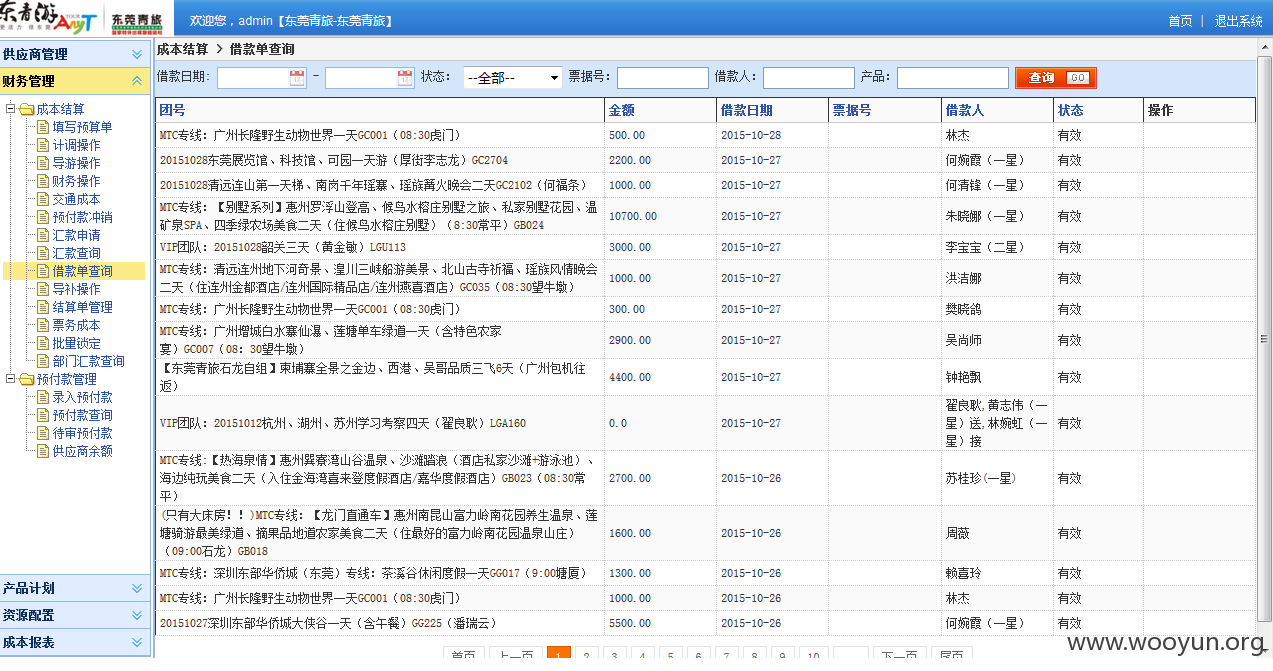 东青游
AnyT
东莞青旅
欢迎您，admin【东莞青旅-东莞青旅】
首页 | 退出系统
供应商管理
财务管理
成本结算
填写预算单
计调操作
导游操作
财务操作
交通成本
预付款冲销
汇款申请
汇款查询
借款单查询
导补操作
结算单管理
票务成本
批量锁定
部门汇款查询
预付款管理
录入预付款
预付款查询
待审预付款
供应商余额
产品计划
资源配置
成本报表
成本结算 > 借款单查询
借款日期： - 状态： --全部-- 票据号： 借款人： 产品： 查询 GO
团号 金额 借款日期 票据号 借款人 状态 操作
MTC专线：广州长隆野生动物世界一天GC001（08:30虎门） 500.00 2015-10-28 林杰 有效
20151028东莞展览馆、科技馆、可园一天游（厚街李志龙）GC2704 2200.00 2015-10-27 何婉霞（一星） 有效
20151028清远连山第一天梯、南岗千年瑶寨、瑶族篝火晚会二天GC2102（何福条） 1000.00 2015-10-27 何清锋（一星） 有效
MTC专线：【别墅系列】惠州罗浮山登高、候鸟水榕庄别墅之旅、私家别墅花园、温
矿泉SPA、四季绿农场美食二天（住候鸟水榕庄别墅）（8:30常平）GB024 10700.00 2015-10-27 朱晓娜（一星） 有效
VIP团队：20151028韶关三天（黄金敏）LGU113 3000.00 2015-10-27 李宝宝（二星） 有效
MTC专线：清远连州地下河奇景、湟川三峡船游美景、北山古寺祈福、瑶族风情晚会
二天（住连州金都酒店/连州国际精品店/连州燕喜酒店）GC035（08:30望牛墩） 1000.00 2015-10-27 洪洁娜 有效
MTC专线：广州长隆野生动物世界一天GC001（08:30虎门） 300.00 2015-10-27 樊晓鸽 有效
MTC专线：广州增城白水寨仙瀑、莲塘单车绿道一天（含特色农家
宴）GC007（08：30望牛墩） 2900.00 2015-10-27 吴尚师 有效
【东莞青旅石龙自组】柬埔寨全景之金边、西港、吴哥品质三飞6天（广州包机往
返） 4400.00 2015-10-27 钟艳飘 有效
VIP团队：20151012杭州、湖州、苏州学习考察四天（翟良耿）LGA160 0.0 2015-10-27 翟良耿,黄志伟（一
星）送,林婉虹（一
星）接 有效
MTC专线:【热海泉情】惠州巽寮湾山谷温泉、沙滩踏浪（酒店私家沙滩+游泳池）、
海边纯玩美食二天（入住金海湾喜来登度假酒店/嘉华度假酒店）GB023（08:30常
平） 2700.00 2015-10-26 苏桂珍(一星） 有效
(只有大床房！！)MTC专线：【龙门直通车】惠州南昆山富力岭南花园养生温泉、莲
塘骑游最美绿道、摘果品地道农家美食二天（住最好的富力岭南花园温泉山庄）
（09:00石龙）GB018 1600.00 2015-10-26 周薇 有效
MTC专线：深圳东部华侨城（东莞）专线：茶溪谷休闲度假一天GG017（9:00塘厦） 1300.00 2015-10-26 赖喜玲 有效
MTC专线：广州长隆野生动物世界一天GC001（08:30虎门） 1000.00 2015-10-26 林杰 有效
20151027深圳东部华侨城大侠谷一天（含午餐）GG225（潘瑞云） 5500.00 2015-10-26 何婉霞（一星） 有效
首页 上一页 1 2 3 4 5 6 7 8 9 10 下一页 尾页
www.wooyun.org